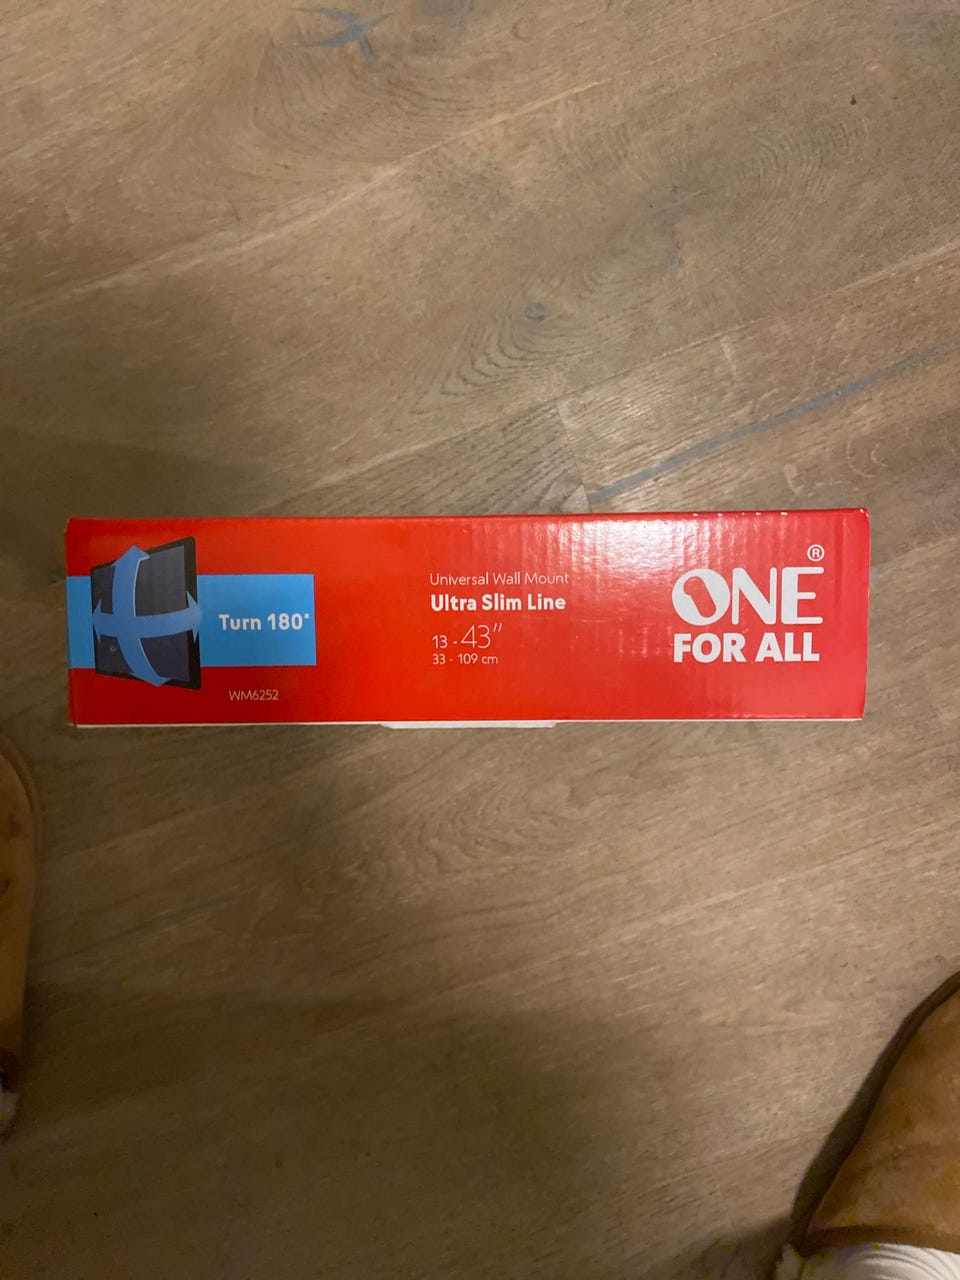 Turn 180°
WM6252
Universal Wall Mount
Ultra Slim Line
13 - 43"
33 - 109 cm
ONE®
FOR ALL